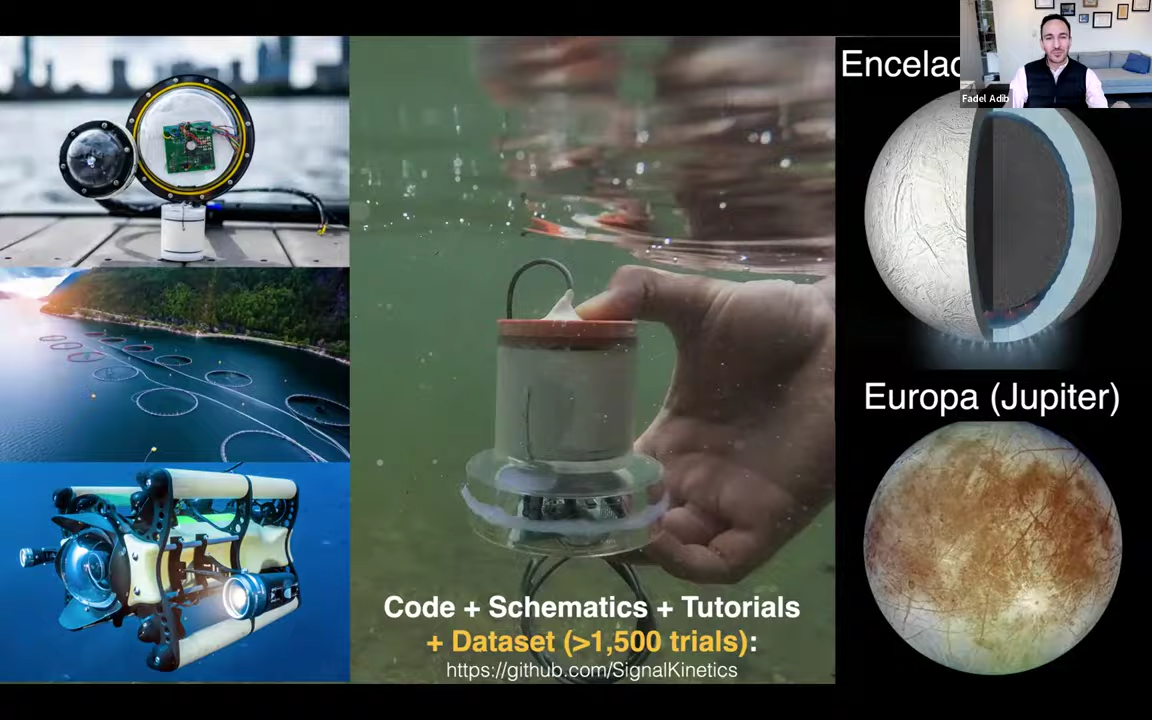 Encelad
Fadel Adib
Europa (Jupiter)
Code + Schematics + Tutorials
+ Dataset (>1,500 trials):
https://github.com/SignalKinetics